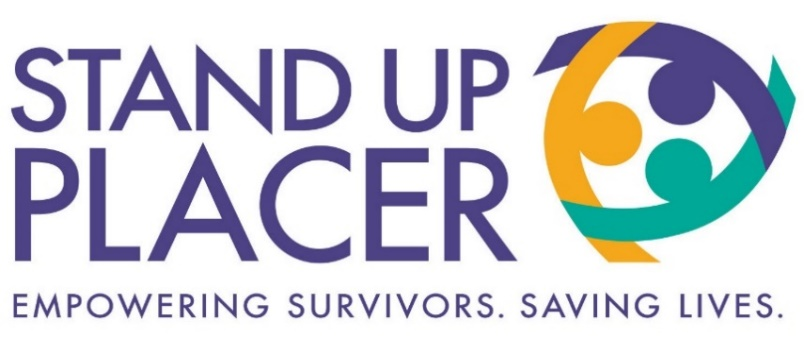 STAND UP
PLACER
EMPOWERING SURVIVORS. SAVING LIVES.